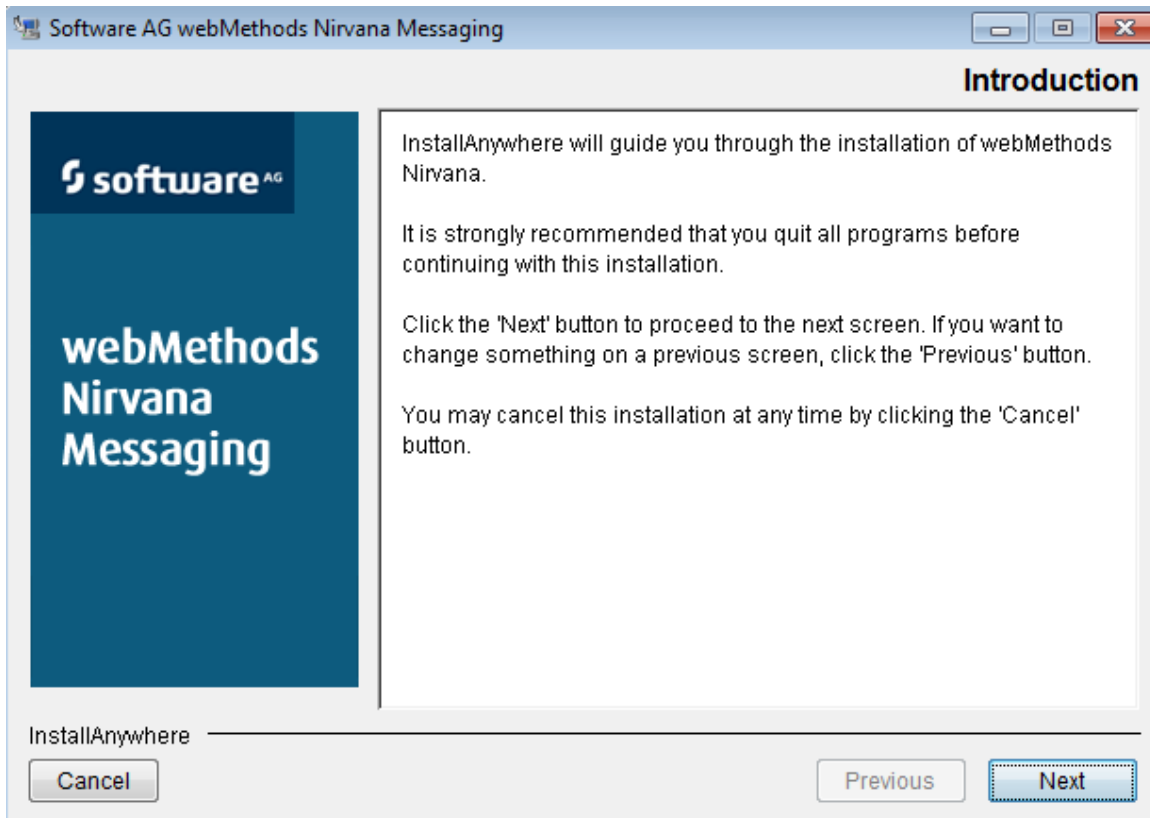 Software AG webMethods Nirvana Messaging
Introduction
software AG
webMethods
Nirvana
Messaging
InstallAnywhere will guide you through the installation of webMethods
Nirvana.
It is strongly recommended that you quit all programs before
continuing with this installation.
Click the 'Next' button to proceed to the next screen. If you want to
change something on a previous screen, click the 'Previous' button.
You may cancel this installation at any time by clicking the 'Cancel'
button.
InstallAnywhere
Cancel
Previous
Next